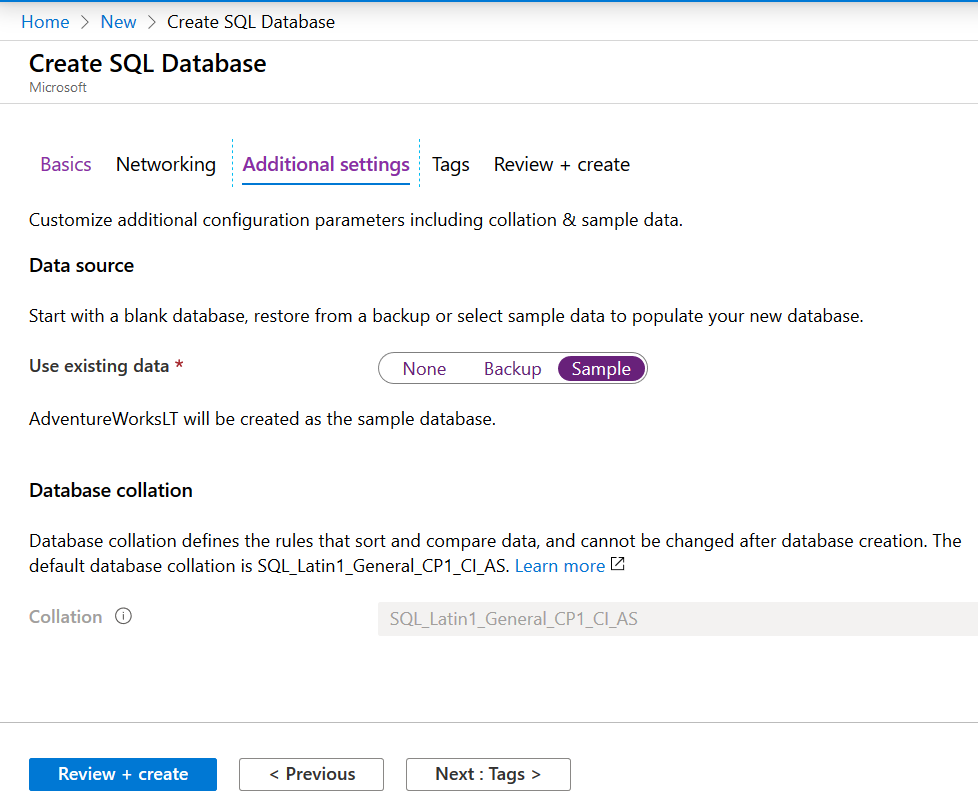 Home > New > Create SQL Database
Create SQL Database
Microsoft
Basics Networking Additional settings Tags Review + create
Customize additional configuration parameters including collation & sample data.
Data source
Start with a blank database, restore from a backup or select sample data to populate your new database.
Use existing data * None Backup Sample
AdventureWorksLT will be created as the sample database.
Database collation
Database collation defines the rules that sort and compare data, and cannot be changed after database creation. The
default database collation is SQL_Latin1_General_CP1_CI_AS. Learn more
Collation SQL_Latin1_General_CP1_CI_AS
Review + create < Previous Next : Tags >